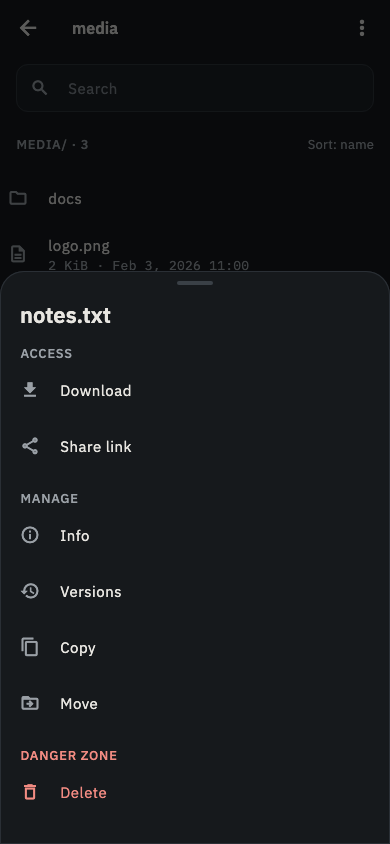 media
Search
MEDIA/ · 3
Sort: name
docs
logo.png
2 KiB · Feb 3, 2026 11:00
notes.txt
ACCESS
Download
Share link
MANAGE
Info
Versions
Copy
Move
DANGER ZONE
Delete